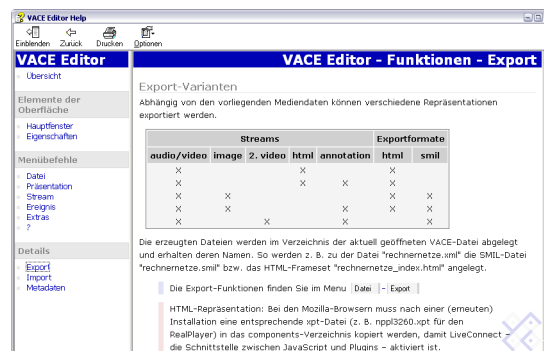 VACE Editor Help
Einblenden Zurück Drucken Optionen
VACE Editor
Übersicht
Elemente der
Oberfläche
Hauptfenster
Eigenschaften
Menübefehle
Datei
Präsentation
Stream
Ereignis
Extras
?
Details
Export
Import
Metadaten
VACE Editor - Funktionen - Export
Export-Varianten
Abhängig von den vorliegenden Mediendaten können verschiedene Repräsentationen
exportiert werden.
Streams Exportformate
audio/video image 2. video html annotation html smil
X X X
X X X X
X X X X
X X X X X
X X X X
Die erzeugten Dateien werden im Verzeichnis der aktuell geöffneten VACE-Datei abgelegt
und erhalten deren Namen. So werden z. B. zu der Datei "rechnernetze.xml" die SMIL-Datei
"rechnernetze.smil" bzw. das HTML-Frameset "rechnernetze_index.html" angelegt.
Die Export-Funktionen finden Sie im Menu Datei - Export
HTML-Repräsentation: Bei den Mozilla-Browsern muss nach einer (erneuten)
Installation eine entsprechende xpt-Datei (z. B. nppl3260.xpt für den
RealPlayer) in das components-Verzeichnis kopiert werden, damit LiveConnect –
die Schnittstelle zwischen JavaScript und Plugins – aktiviert ist.